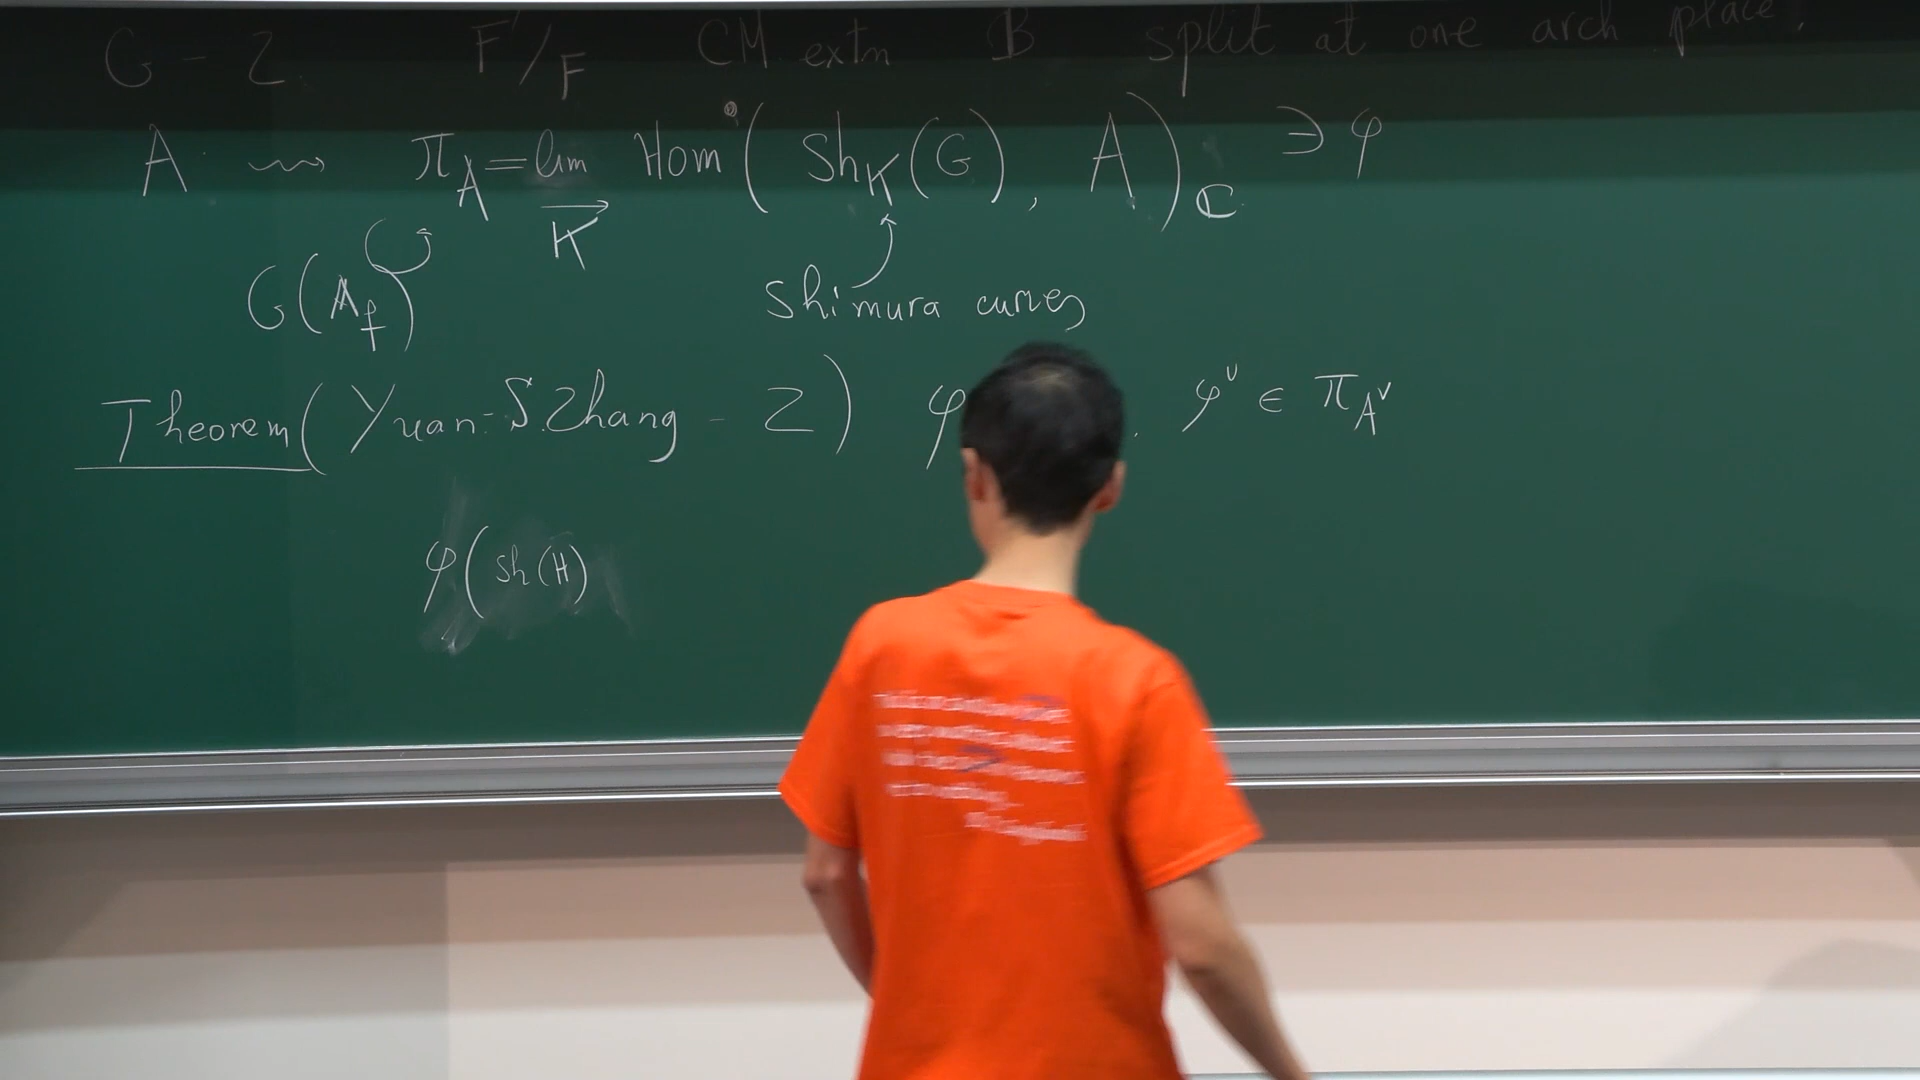 G - Z F'/F CM extn B split at one arch place.
A ⇝ π_A = lim_{→ K} Hom°(Sh_K(G), A)_ℂ ∋ φ
G(A_f) Shimura curves
Theorem (Yuan - S. Zhang - Z) φ φ^∨ ∈ π_{A^∨}
φ(Sh(H)